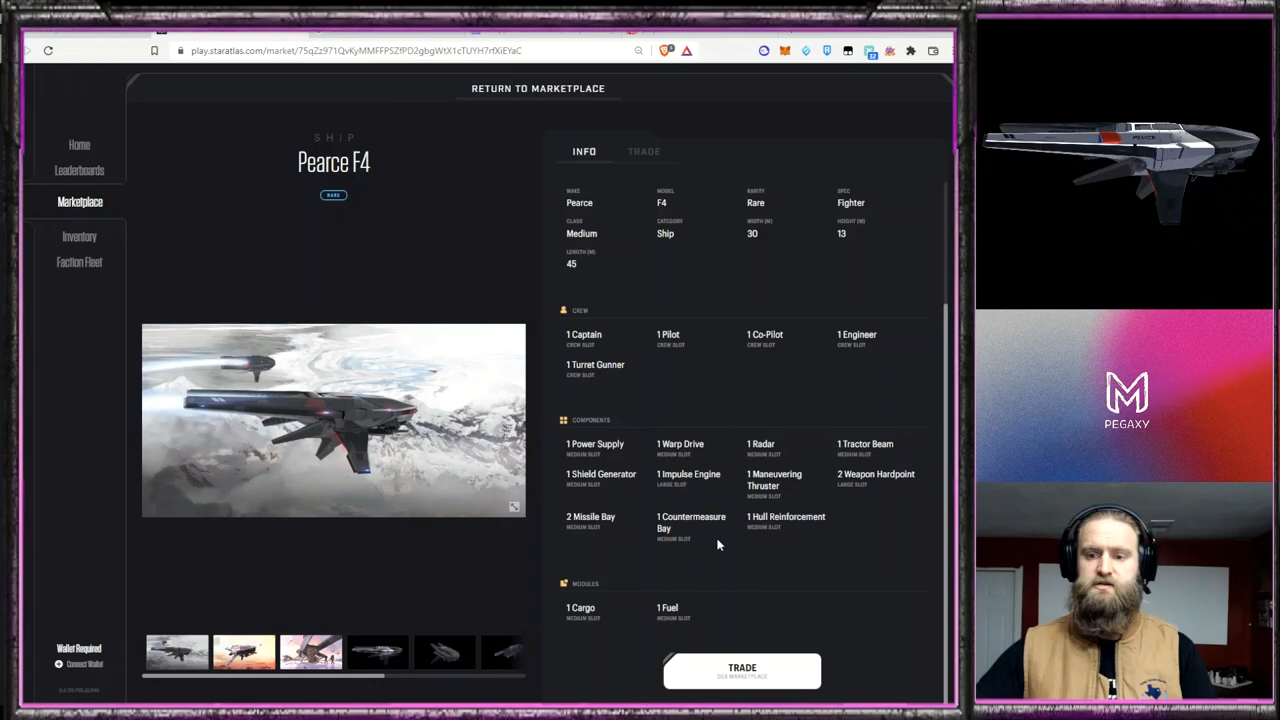 play.staratlas.com/market/75qZz971QvKyMMFFPSZfPD2gbgWtX1cTUYH7rfXiEYaC
32
RETURN TO MARKETPLACE
Home
Leaderboards
Marketplace
Inventory
Faction Fleet
Wallet Required
Connect Wallet
SHIP
Pearce F4
RARE
INFO TRADE
MAKE MODEL RARITY SPEC
Pearce F4 Rare Fighter
CLASS CATEGORY WIDTH (M) HEIGHT (M)
Medium Ship 30 13
LENGTH (M)
45
CREW
1 Captain 1 Pilot 1 Co-Pilot 1 Engineer
CREW SLOT CREW SLOT CREW SLOT CREW SLOT
1 Turret Gunner
CREW SLOT
COMPONENTS
1 Power Supply 1 Warp Drive 1 Radar 1 Tractor Beam
MEDIUM SLOT MEDIUM SLOT MEDIUM SLOT MEDIUM SLOT
1 Shield Generator 1 Impulse Engine 1 Maneuvering Thruster 2 Weapon Hardpoint
MEDIUM SLOT LARGE SLOT MEDIUM SLOT LARGE SLOT
2 Missile Bay 1 Countermeasure Bay 1 Hull Reinforcement
MEDIUM SLOT MEDIUM SLOT MEDIUM SLOT
MODULES
1 Cargo 1 Fuel
MEDIUM SLOT MEDIUM SLOT
TRADE
DEX MARKETPLACE
PEARCE
PEGAXY